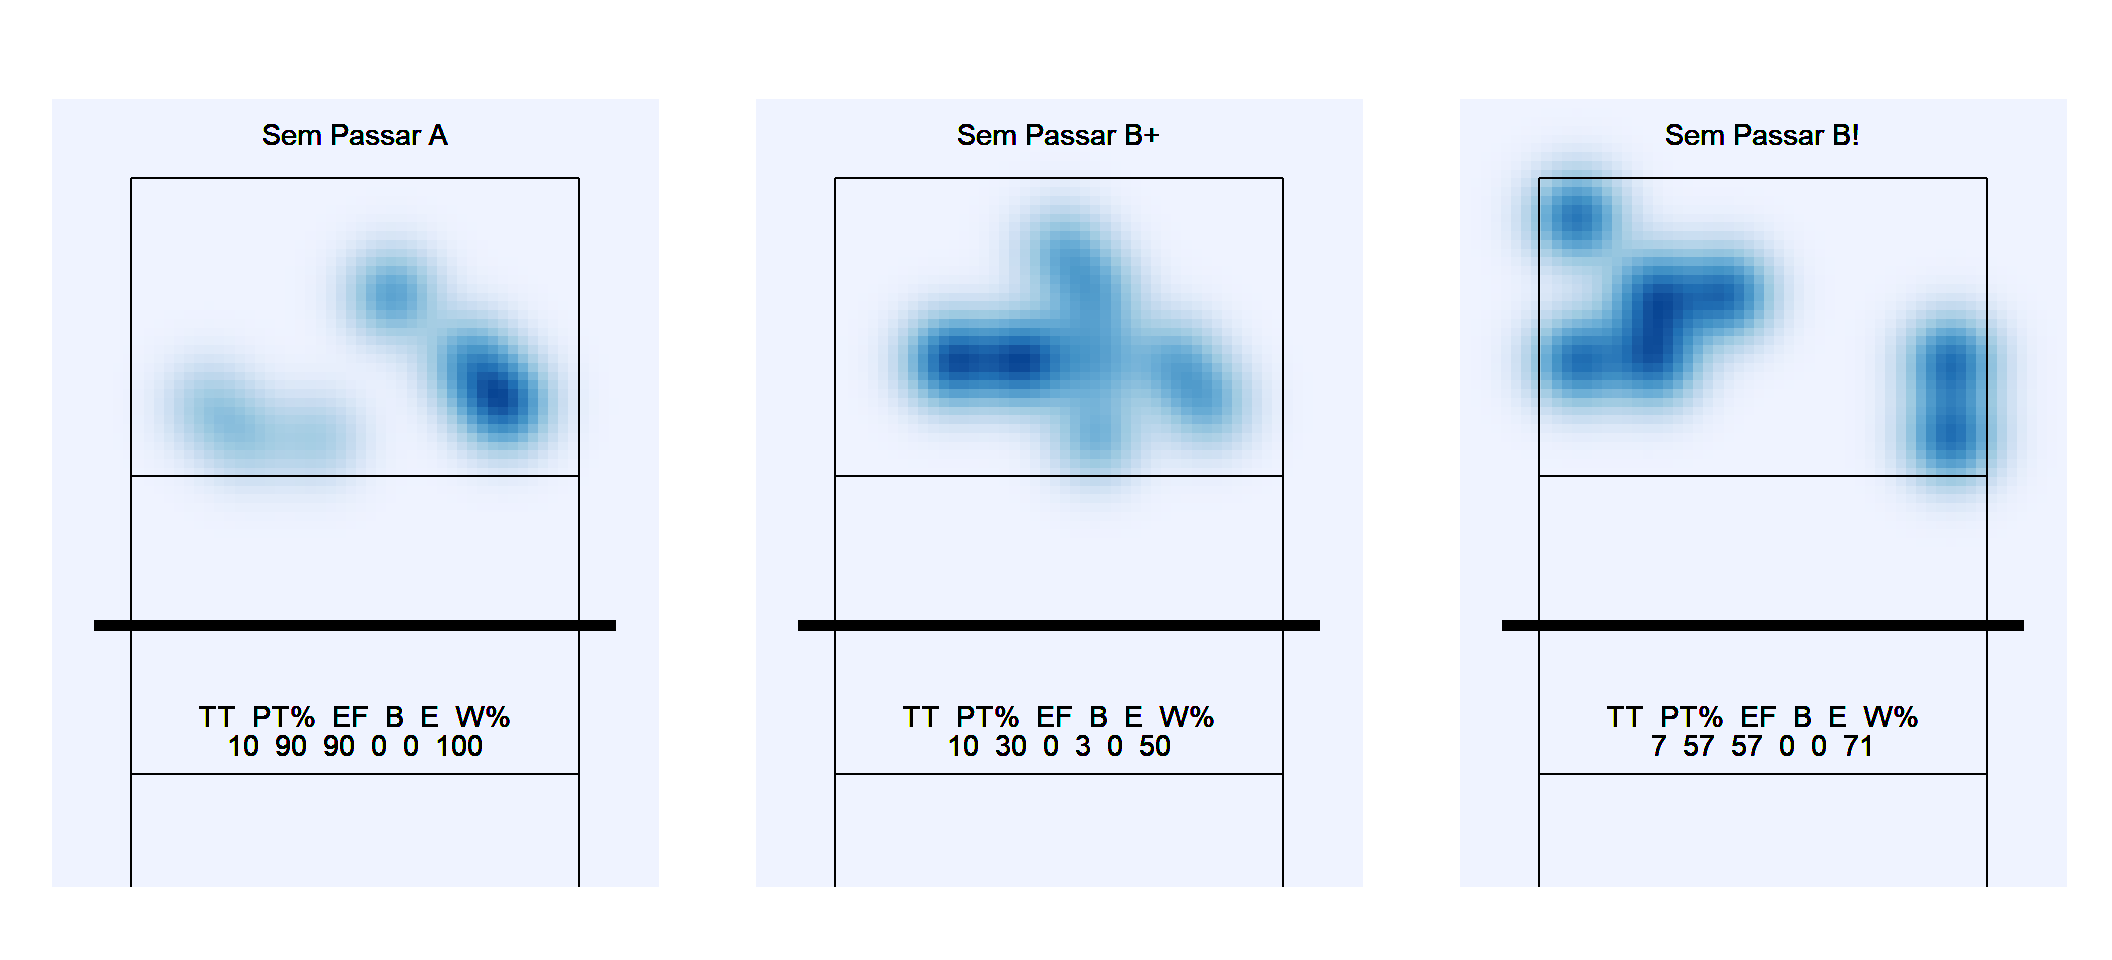 Sem Passar A
TT PT% EF B E W%
10 90 90 0 0 100
Sem Passar B+
TT PT% EF B E W%
10 30 0 3 0 50
Sem Passar B!
TT PT% EF B E W%
7 57 57 0 0 71